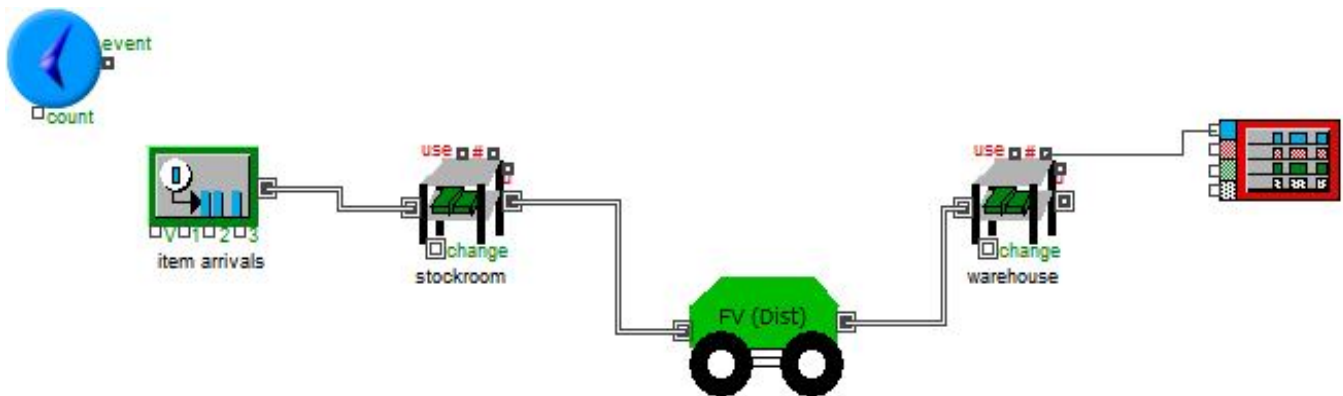 event
count
V 1 2 3
item arrivals
use #
change
stockroom
FV (Dist)
use #
change
warehouse